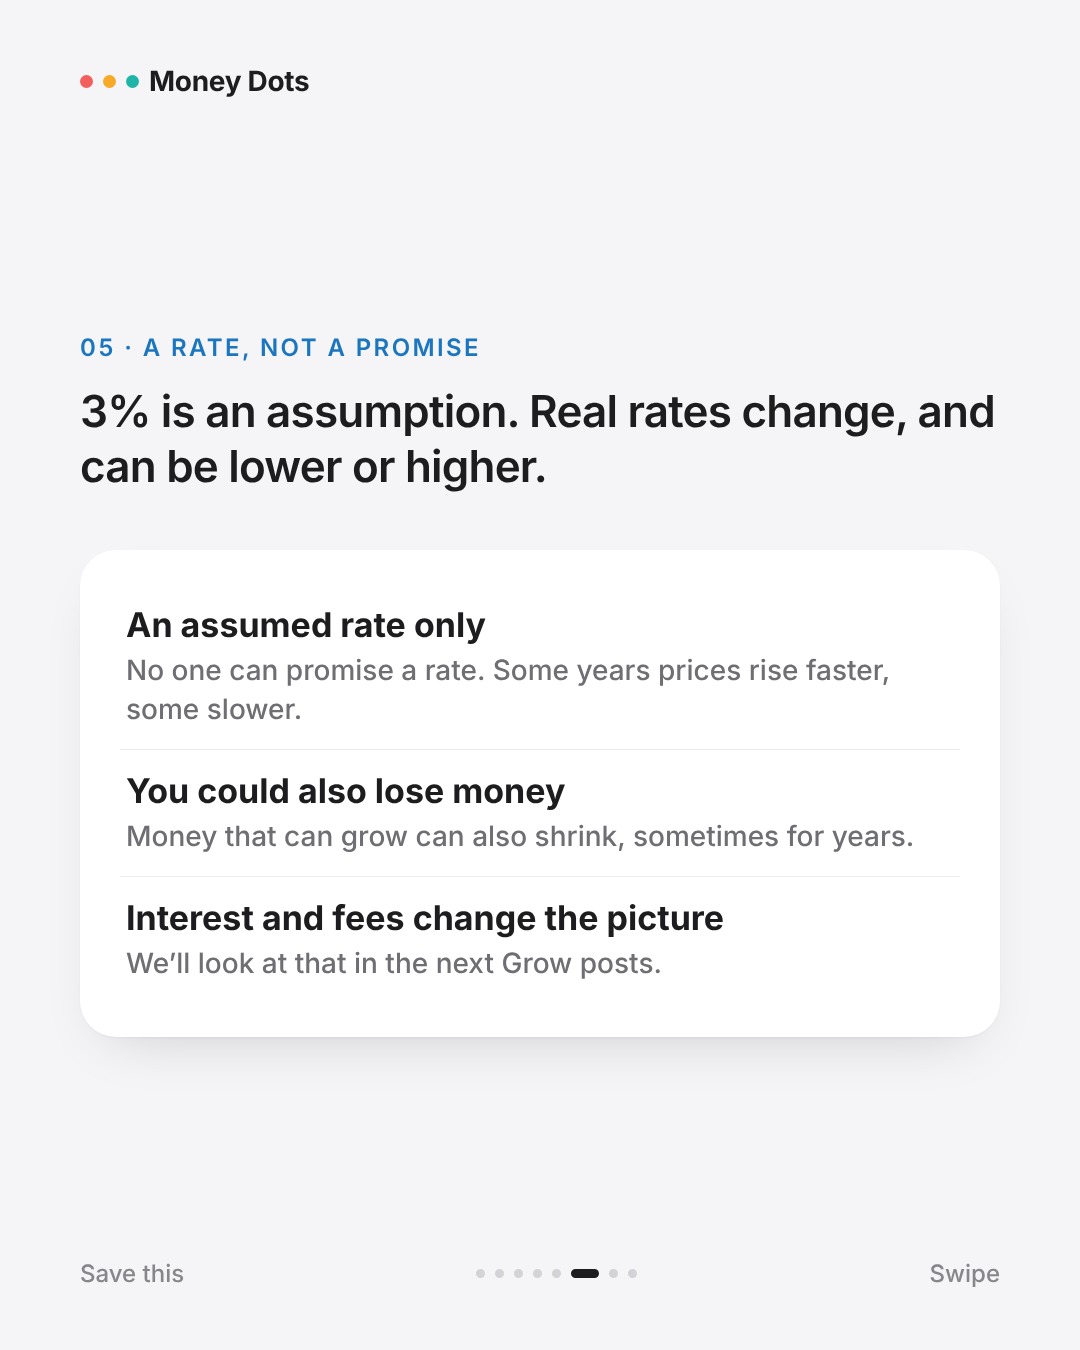 Money Dots
05 · A RATE, NOT A PROMISE
3% is an assumption. Real rates change, and
can be lower or higher.
An assumed rate only
No one can promise a rate. Some years prices rise faster,
some slower.
You could also lose money
Money that can grow can also shrink, sometimes for years.
Interest and fees change the picture
We’ll look at that in the next Grow posts.
Save this
Swipe